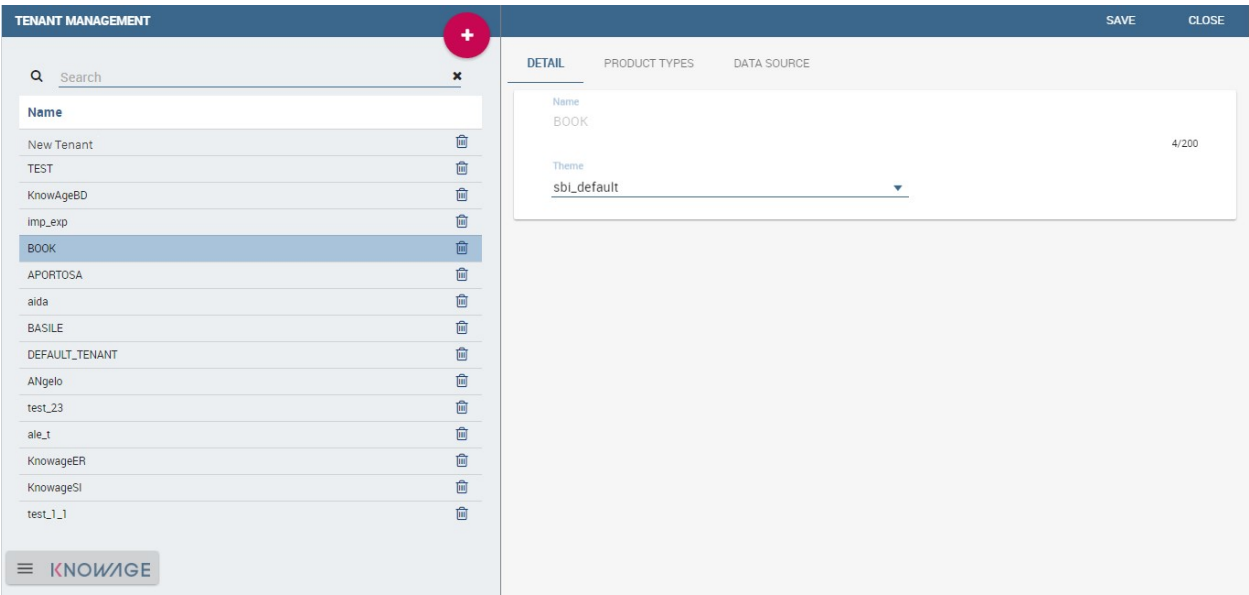 TENANT MANAGEMENT
+
SAVE CLOSE
Search
Name
New Tenant
TEST
KnowAgeBD
imp_exp
BOOK
APORTOSA
aida
BASILE
DEFAULT_TENANT
ANgelo
test_23
ale_t
KnowageER
KnowageSI
test_1_1
KNOWAGE
DETAIL PRODUCT TYPES DATA SOURCE
Name
BOOK
4/200
Theme
sbi_default